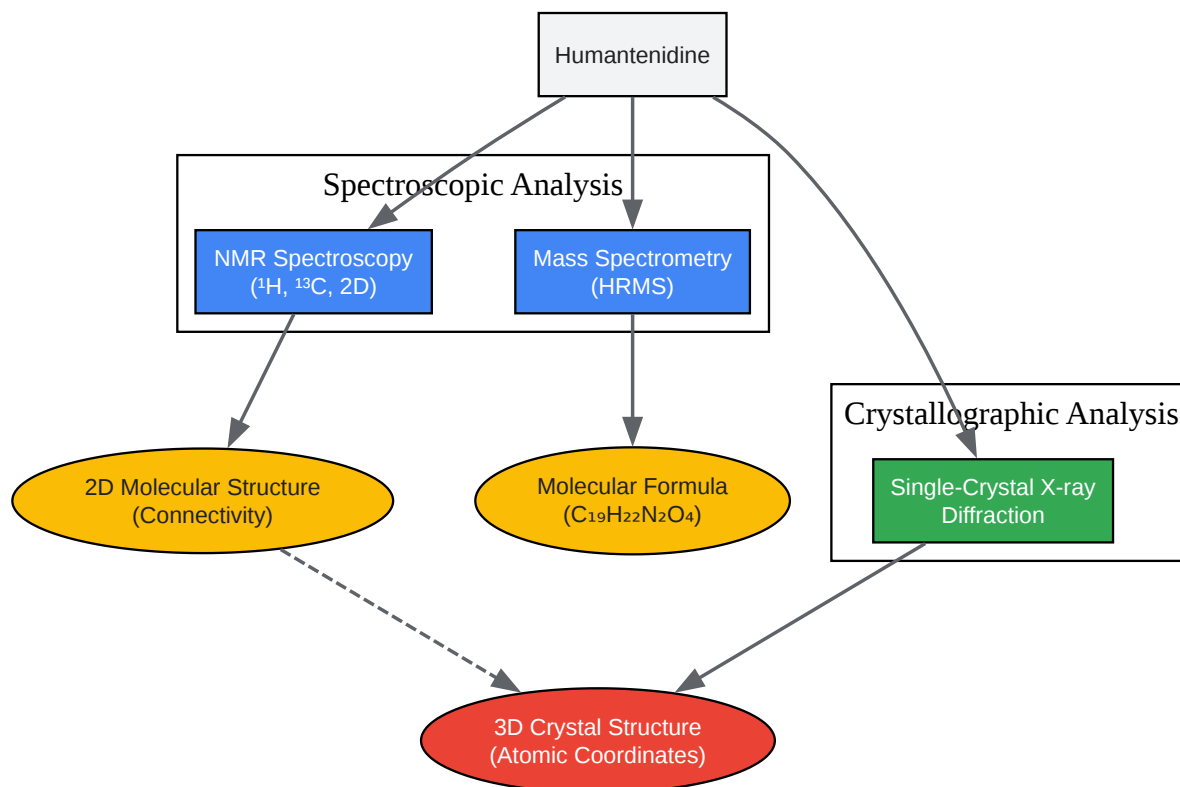 Humantenidine
Spectroscopic Analysis
NMR Spectroscopy
(¹H, ¹³C, 2D)
Mass Spectrometry
(HRMS)
Crystallographic Analysis
2D Molecular Structure
(Connectivity)
Molecular Formula
(C₁₉H₂₂N₂O₄)
Single-Crystal X-ray
Diffraction
3D Crystal Structure
(Atomic Coordinates)